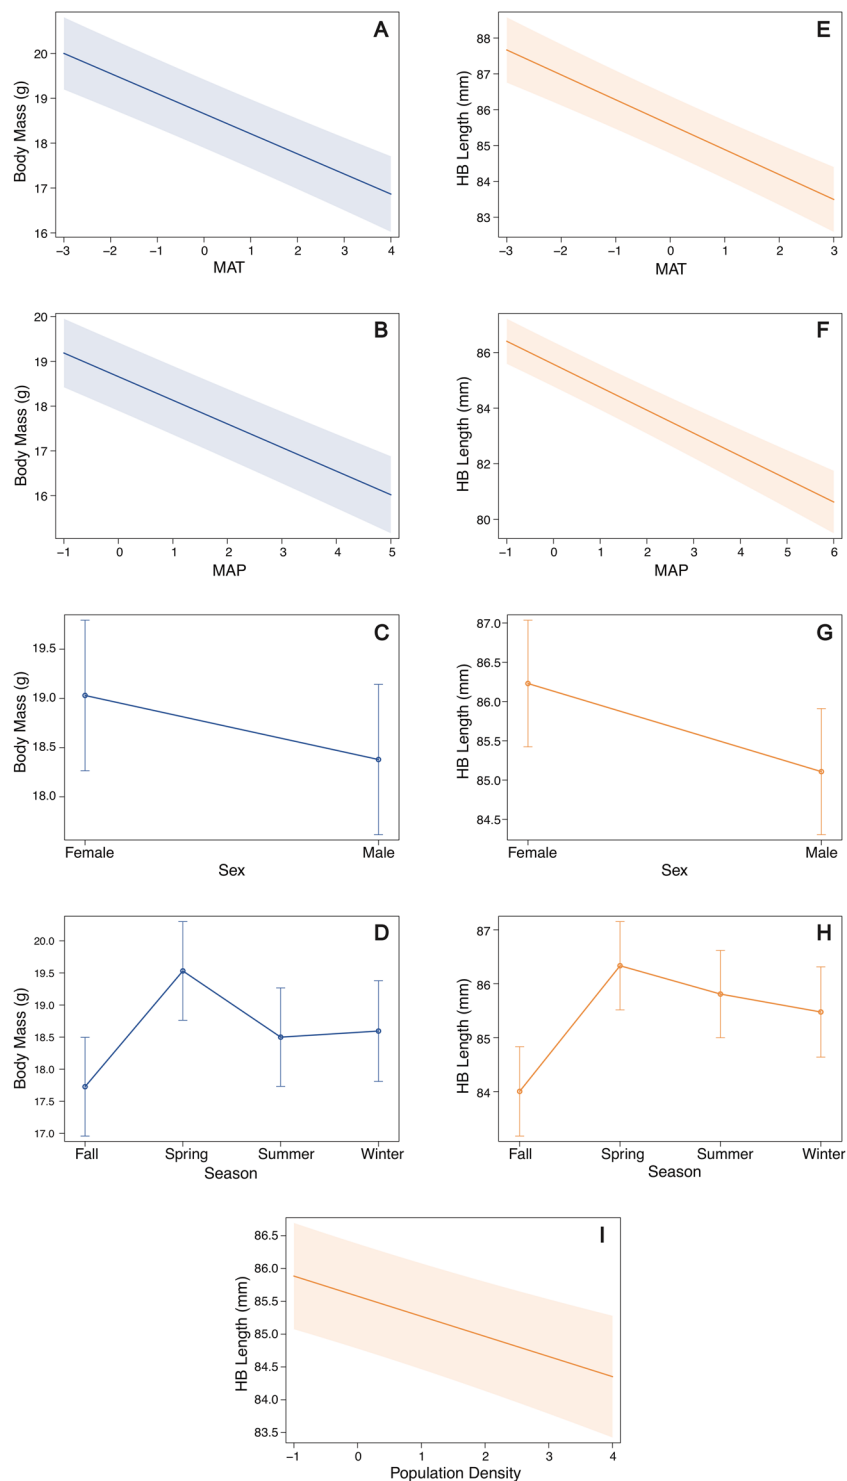 A
Body Mass (g)
20
19
18
17
16
−3 −2 −1 0 1 2 3 4
MAT
E
HB Length (mm)
88
87
86
85
84
83
−3 −2 −1 0 1 2 3
MAT
B
Body Mass (g)
20
19
18
17
16
−1 0 1 2 3 4 5
MAP
F
HB Length (mm)
86
84
82
80
−1 0 1 2 3 4 5 6
MAP
C
Body Mass (g)
19.5
19.0
18.5
18.0
Female Male
Sex
G
HB Length (mm)
87.0
86.5
86.0
85.5
85.0
84.5
Female Male
Sex
D
Body Mass (g)
20.0
19.5
19.0
18.5
18.0
17.5
17.0
Fall Spring Summer Winter
Season
H
HB Length (mm)
87
86
85
84
Fall Spring Summer Winter
Season
I
HB Length (mm)
86.5
86.0
85.5
85.0
84.5
84.0
83.5
−1 0 1 2 3 4
Population Density